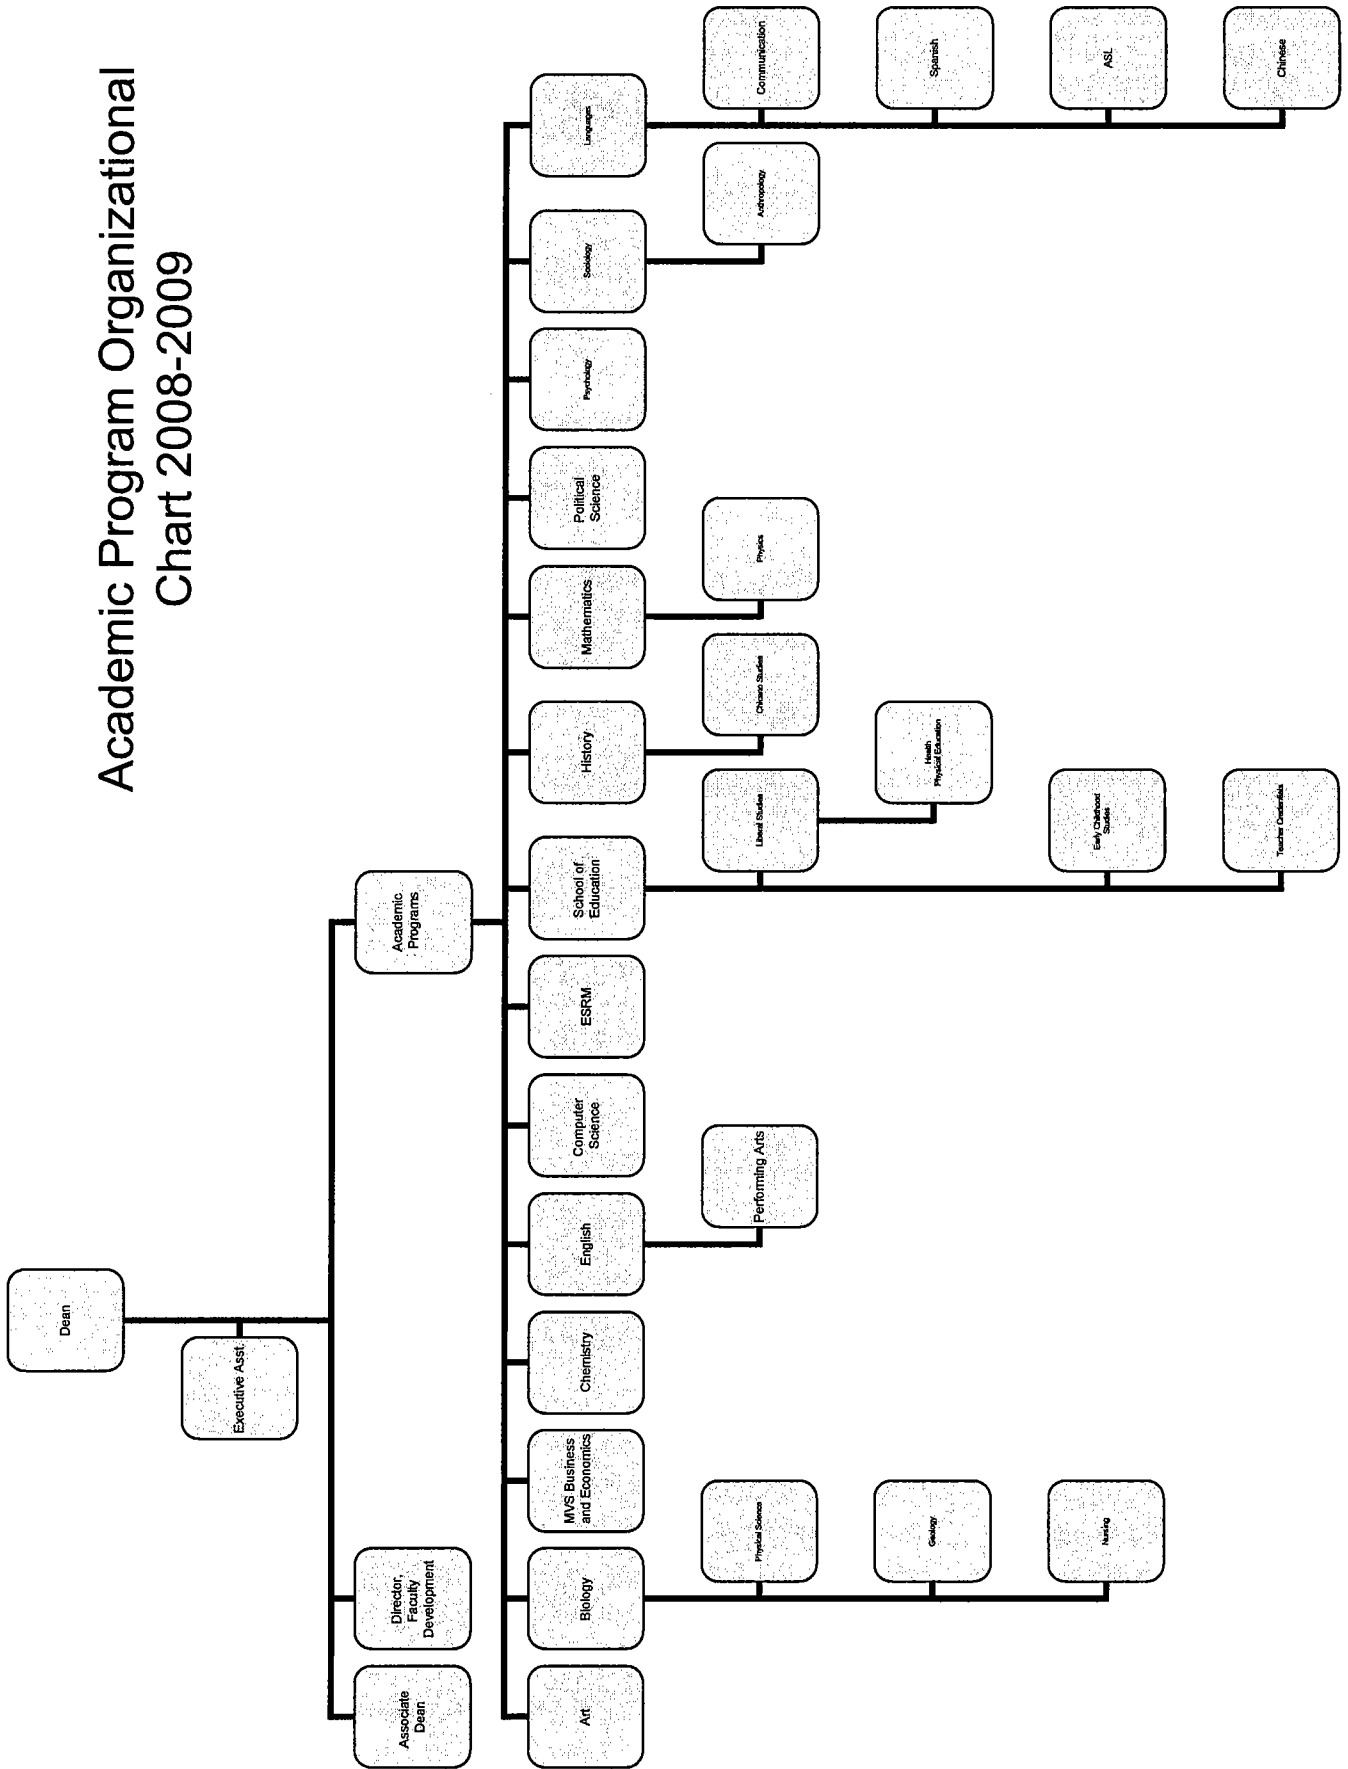 Academic Program Organizational
Chart 2008-2009
Dean
Executive Asst.
Associate
Dean
Director,
Faculty
Development
Academic
Programs
Art
Biology
MVS Business
and Economics
Chemistry
English
Computer
Science
ESRM
School of
Education
History
Mathematics
Political
Science
Psychology
Sociology
Languages
Physical Science
Geology
Nursing
Performing Arts
Liberal Studies
Health
Physical Education
Early Childhood
Studies
Teacher Credentials
Chicano Studies
Physics
Anthropology
Communication
Spanish
ASL
Chinese